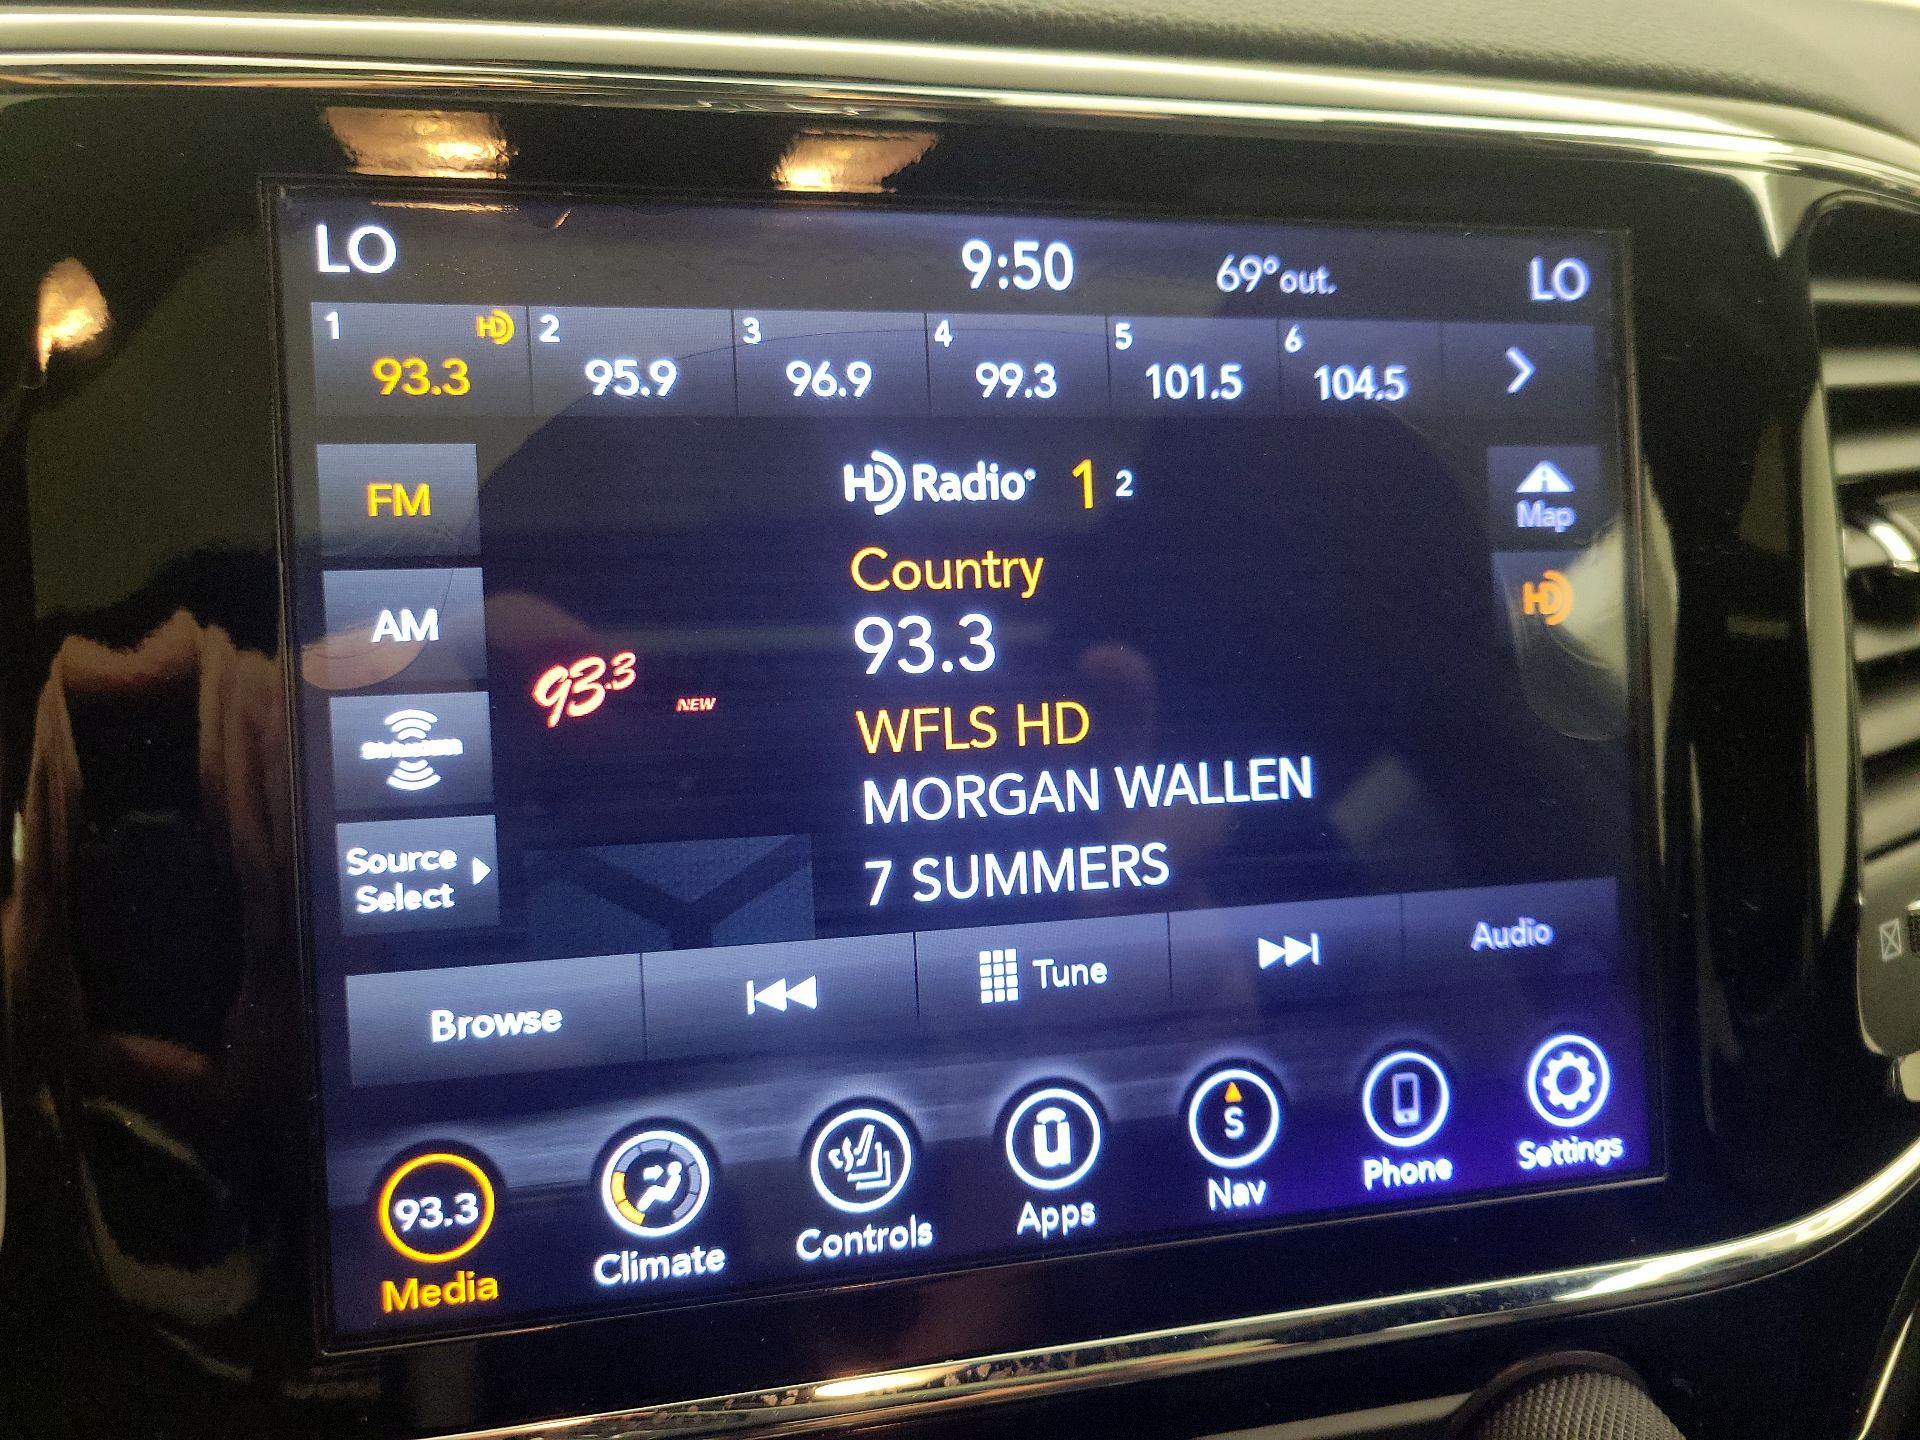 LO 9:50 69° out. LO
1 HD 2 3 4 5 6
93.3 95.9 96.9 99.3 101.5 104.5
FM
HD Radio 1 2
Map
Country
HD
AM
93.3
93.3 NEW
WFLS HD
SiriusXM
MORGAN WALLEN
Source
Select
7 SUMMERS
Browse Tune Audio
93.3 S
Media Climate Controls Apps Nav Phone Settings